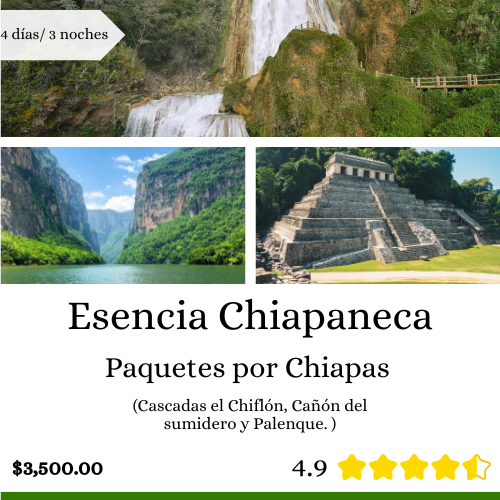 4 días/ 3 noches
Esencia Chiapaneca
Paquetes por Chiapas
(Cascadas el Chiflón, Cañón del
sumidero y Palenque. )
$3,500.00
4.9